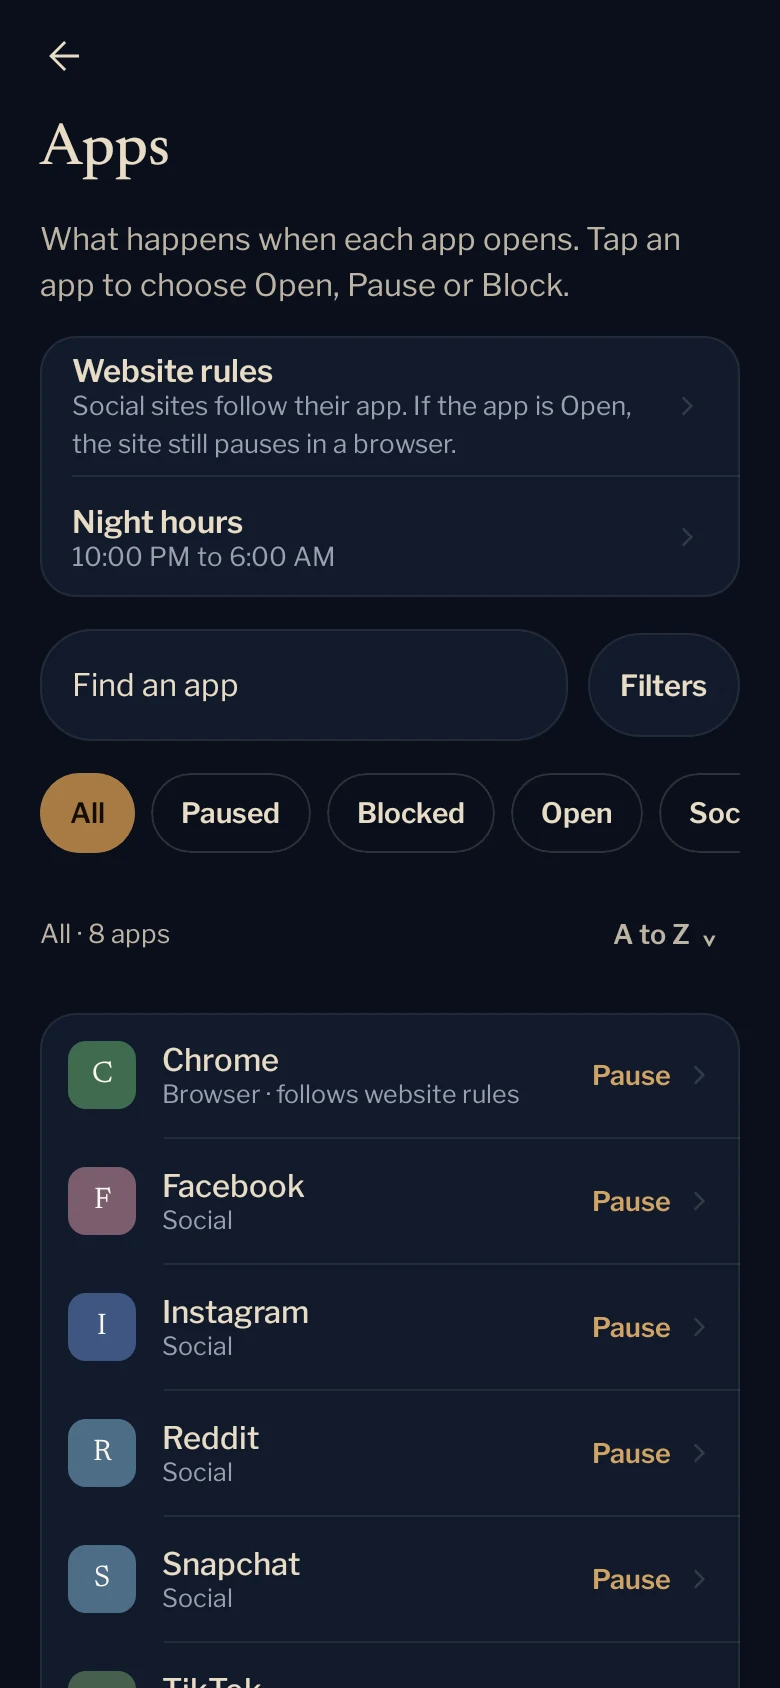 Apps
What happens when each app opens. Tap an
app to choose Open, Pause or Block.
Website rules
Social sites follow their app. If the app is Open,
the site still pauses in a browser.
Night hours
10:00 PM to 6:00 AM
Find an app
Filters
All
Paused
Blocked
Open
Soc
All · 8 apps
A to Z
C
Chrome
Browser · follows website rules
Pause
F
Facebook
Social
Pause
I
Instagram
Social
Pause
R
Reddit
Social
Pause
S
Snapchat
Social
Pause
TikTok